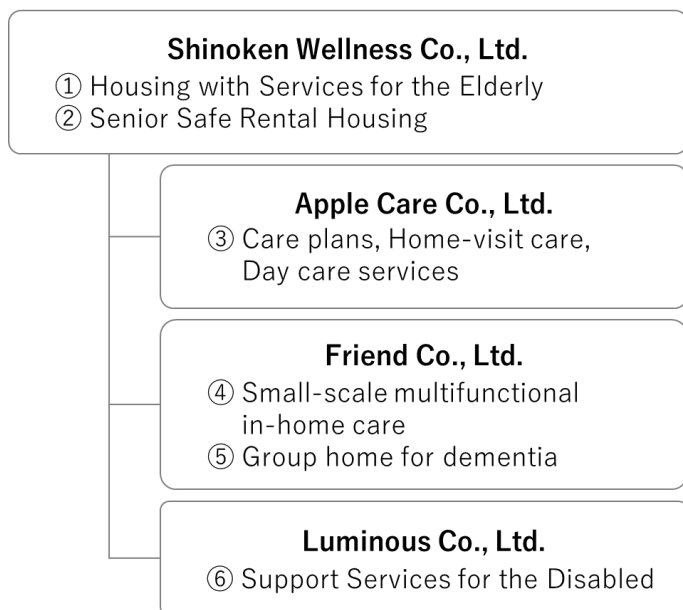 Shinoken Wellness Co., Ltd.
① Housing with Services for the Elderly
② Senior Safe Rental Housing
Apple Care Co., Ltd.
③ Care plans, Home-visit care,
Day care services
Friend Co., Ltd.
④ Small-scale multifunctional
in-home care
⑤ Group home for dementia
Luminous Co., Ltd.
⑥ Support Services for the Disabled